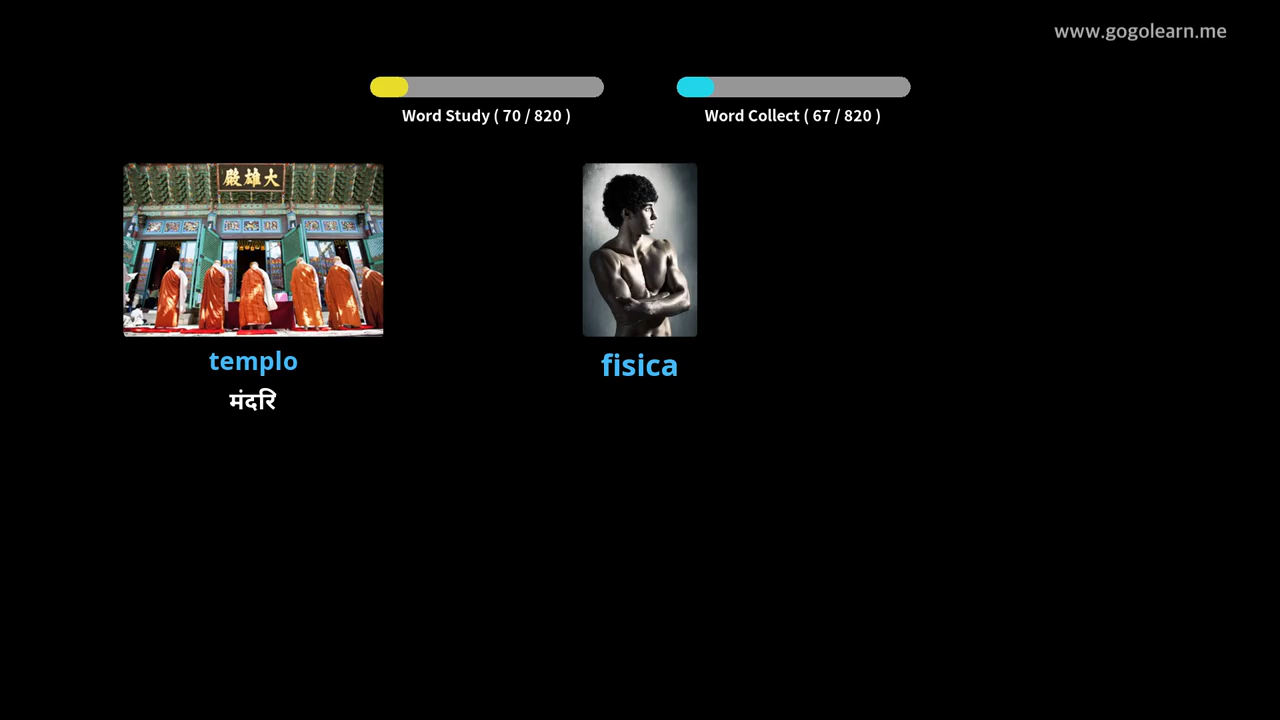 www.gogolearn.me
Word Study ( 70 / 820 )
Word Collect ( 67 / 820 )
殿雄大
templo
fisica
मंदरि